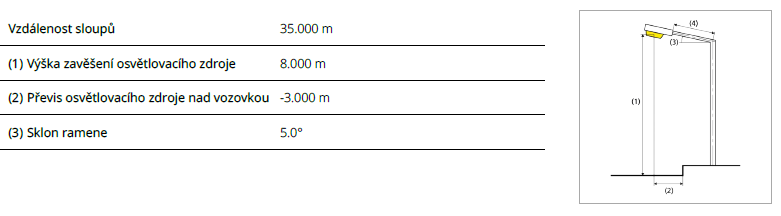 Vzdálenost sloupů 35.000 m
(1) Výška zavěšení osvětlovacího zdroje 8.000 m
(2) Převis osvětlovacího zdroje nad vozovkou -3.000 m
(3) Sklon ramene 5.0°
(4)
(3)
(1)
(2)